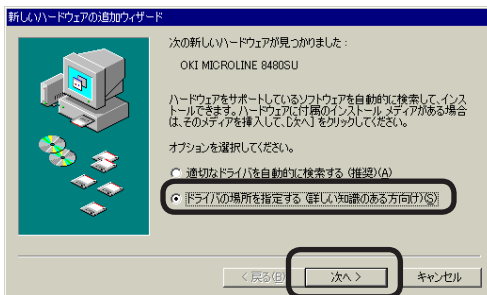 新しいハードウェアの追加ウィザード
次の新しいハードウェアが見つかりました :
OKI MICROLINE 8480SU
ハードウェアをサポートしているソフトウェアを自動的に検索して、インス
トールできます。ハードウェアに付属のインストール メディアがある場合
は、そのメディアを挿入して、[次へ] をクリックしてください。
オプションを選択してください。
適切なドライバを自動的に検索する (推奨)(A)
ドライバの場所を指定する (詳しい知識のある方向け)(S)
< 戻る(B)
次へ >
キャンセル